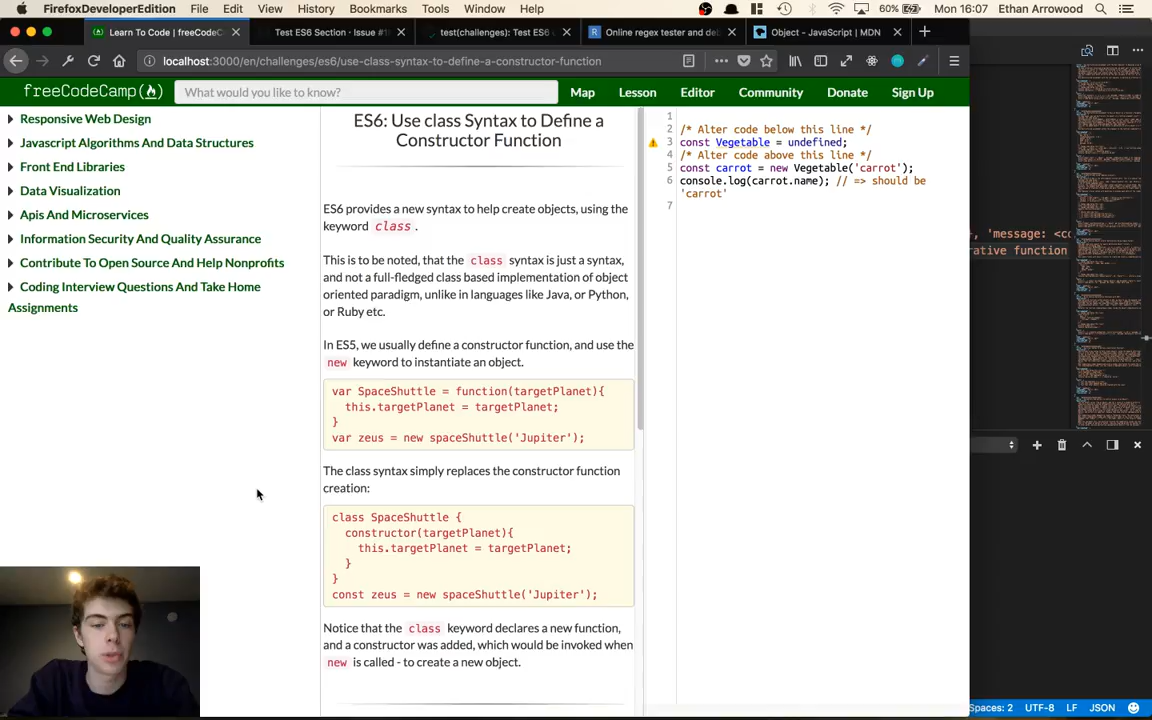 FirefoxDeveloperEdition File Edit View History Bookmarks Tools Window Help 60% Mon 16:07 Ethan Arrowood
Learn To Code | freeCodeC Test ES6 Section · Issue #1 test(challenges): Test ES6 Online regex tester and de Object - JavaScript | MDN
localhost:3000/en/challenges/es6/use-class-syntax-to-define-a-constructor-function
freeCodeCamp What would you like to know? Map Lesson Editor Community Donate Sign Up
Responsive Web Design
Javascript Algorithms And Data Structures
Front End Libraries
Data Visualization
Apis And Microservices
Information Security And Quality Assurance
Contribute To Open Source And Help Nonprofits
Coding Interview Questions And Take Home
Assignments
ES6: Use class Syntax to Define a
Constructor Function
ES6 provides a new syntax to help create objects, using the
keyword class .
This is to be noted, that the class syntax is just a syntax,
and not a full-fledged class based implementation of object
oriented paradigm, unlike in languages like Java, or Python,
or Ruby etc.
In ES5, we usually define a constructor function, and use the
new keyword to instantiate an object.
var SpaceShuttle = function(targetPlanet){
this.targetPlanet = targetPlanet;
}
var zeus = new spaceShuttle('Jupiter');
The class syntax simply replaces the constructor function
creation:
class SpaceShuttle {
constructor(targetPlanet){
this.targetPlanet = targetPlanet;
}
}
const zeus = new spaceShuttle('Jupiter');
Notice that the class keyword declares a new function,
and a constructor was added, which would be invoked when
new is called - to create a new object.
1
2 /* Alter code below this line */
3 const Vegetable = undefined;
4 /* Alter code above this line */
5 const carrot = new Vegetable('carrot');
6 console.log(carrot.name); // => should be
'carrot'
7
, 'message: <co
rative function
Spaces: 2 UTF-8 LF JSON